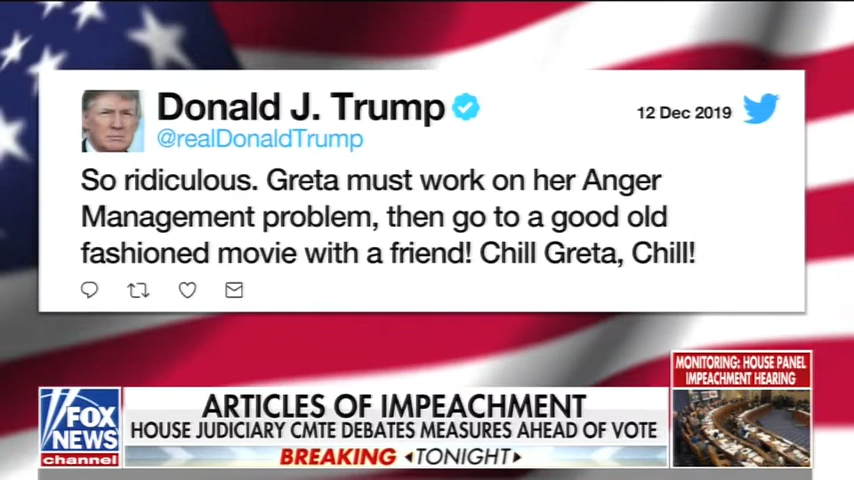 Donald J. Trump
@realDonaldTrump
12 Dec 2019
So ridiculous. Greta must work on her Anger
Management problem, then go to a good old
fashioned movie with a friend! Chill Greta, Chill!
MONITORING: HOUSE PANEL
IMPEACHMENT HEARING
FOX
NEWS
channel
ARTICLES OF IMPEACHMENT
HOUSE JUDICIARY CMTE DEBATES MEASURES AHEAD OF VOTE
BREAKING TONIGHT